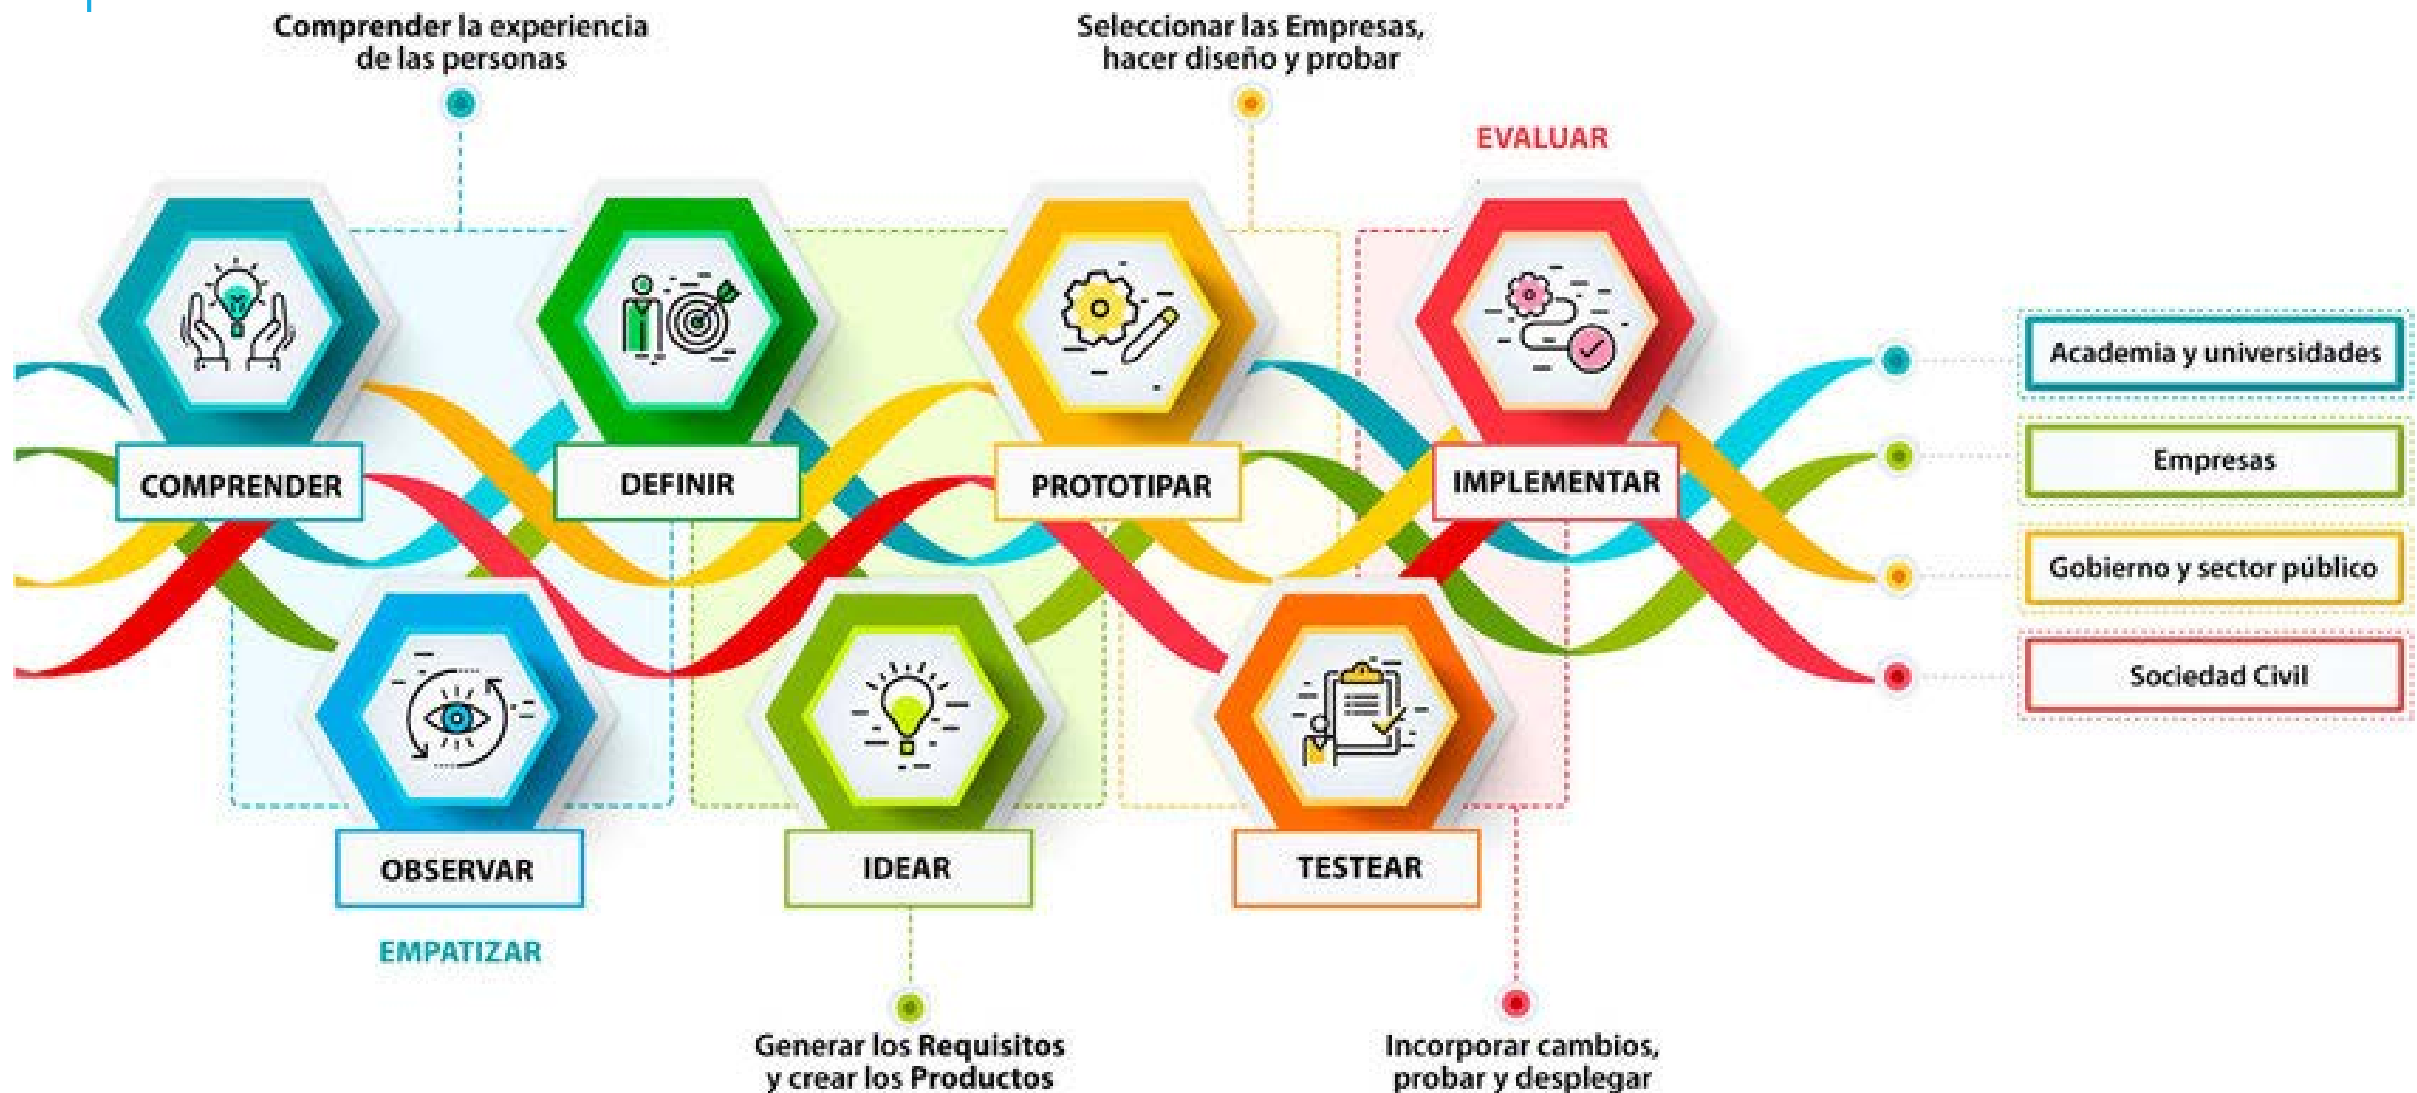 Comprender la experiencia
de las personas
Seleccionar las Empresas,
hacer diseño y probar
EVALUAR
COMPRENDER
DEFINIR
PROTOTIPAR
IMPLEMENTAR
Academia y universidades
Empresas
Gobierno y sector público
Sociedad Civil
OBSERVAR
IDEAR
TESTEAR
EMPATIZAR
Generar los Requisitos
y crear los Productos
Incorporar cambios,
probar y desplegar